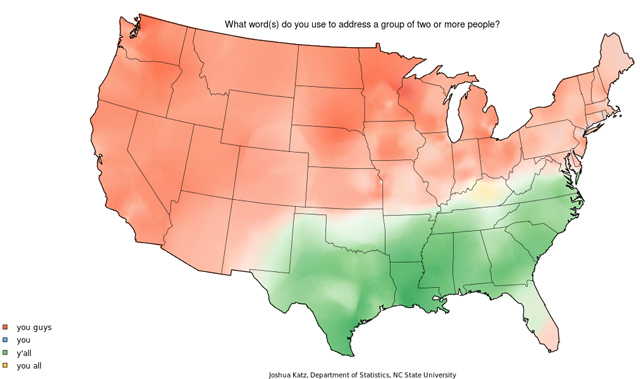 What word(s) do you use to address a group of two or more people?
you guys
you
y'all
you all
Joshua Katz, Department of Statistics, NC State University